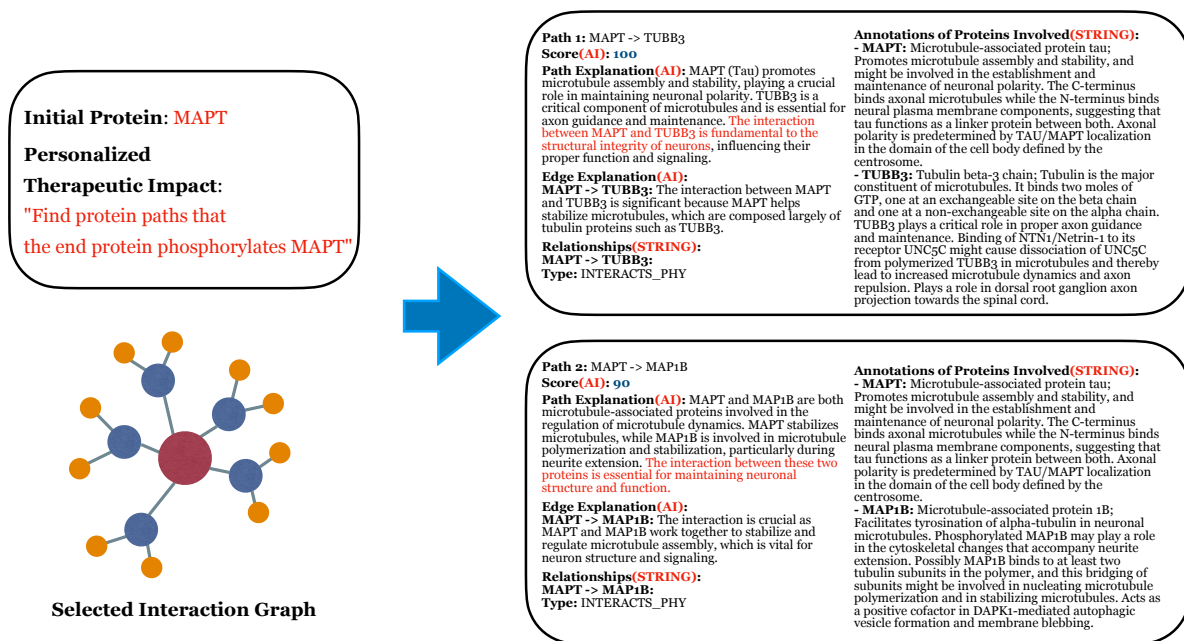 Initial Protein: MAPT
Personalized
Therapeutic Impact:
"Find protein paths that
the end protein phosphorylates MAPT"
Selected Interaction Graph
Path 1: MAPT -> TUBB3
Score(AI): 100
Path Explanation(AI): MAPT (Tau) promotes
microtubule assembly and stability, playing a crucial
role in maintaining neuronal polarity. TUBB3 is a
critical component of microtubules and is essential for
axon guidance and maintenance. The interaction
between MAPT and TUBB3 is fundamental to the
structural integrity of neurons, influencing their
proper function and signaling.
Edge Explanation(AI):
MAPT -> TUBB3: The interaction between MAPT
and TUBB3 is significant because MAPT helps
stabilize microtubules, which are composed largely of
tubulin proteins such as TUBB3.
Relationships(STRING):
MAPT -> TUBB3:
Type: INTERACTS_PHY
Annotations of Proteins Involved(STRING):
- MAPT: Microtubule-associated protein tau;
Promotes microtubule assembly and stability, and
might be involved in the establishment and
maintenance of neuronal polarity. The C-terminus
binds axonal microtubules while the N-terminus binds
neural plasma membrane components, suggesting that
tau functions as a linker protein between both. Axonal
polarity is predetermined by TAU/MAPT localization
in the domain of the cell body defined by the
centrosome.
- TUBB3: Tubulin beta-3 chain; Tubulin is the major
constituent of microtubules. It binds two moles of
GTP, one at an exchangeable site on the beta chain
and one at a non-exchangeable site on the alpha chain.
TUBB3 plays a critical role in proper axon guidance
and maintenance. Binding of NTN1/Netrin-1 to its
receptor UNC5C might cause dissociation of UNC5C
from polymerized TUBB3 in microtubules and thereby
lead to increased microtubule dynamics and axon
repulsion. Plays a role in dorsal root ganglion axon
projection towards the spinal cord.
Path 2: MAPT -> MAP1B
Score(AI): 90
Path Explanation(AI): MAPT and MAP1B are both
microtubule-associated proteins involved in the
regulation of microtubule dynamics. MAPT stabilizes
microtubules, while MAP1B is involved in microtubule
polymerization and stabilization, particularly during
neurite extension. The interaction between these two
proteins is essential for maintaining neuronal
structure and function.
Edge Explanation(AI):
MAPT -> MAP1B: The interaction is crucial as
MAPT and MAP1B work together to stabilize and
regulate microtubule assembly, which is vital for
neuron structure and signaling.
Relationships(STRING):
MAPT -> MAP1B:
Type: INTERACTS_PHY
Annotations of Proteins Involved(STRING):
- MAPT: Microtubule-associated protein tau;
Promotes microtubule assembly and stability, and
might be involved in the establishment and
maintenance of neuronal polarity. The C-terminus
binds axonal microtubules while the N-terminus binds
neural plasma membrane components, suggesting that
tau functions as a linker protein between both. Axonal
polarity is predetermined by TAU/MAPT localization
in the domain of the cell body defined by the
centrosome.
- MAP1B: Microtubule-associated protein 1B;
Facilitates tyrosination of alpha-tubulin in neuronal
microtubules. Phosphorylated MAP1B may play a role
in the cytoskeletal changes that accompany neurite
extension. Possibly MAP1B binds to at least two
tubulin subunits in the polymer, and this bridging of
subunits might be involved in nucleating microtubule
polymerization and in stabilizing microtubules. Acts as
a positive cofactor in DAPK1-mediated autophagic
vesicle formation and membrane blebbing.